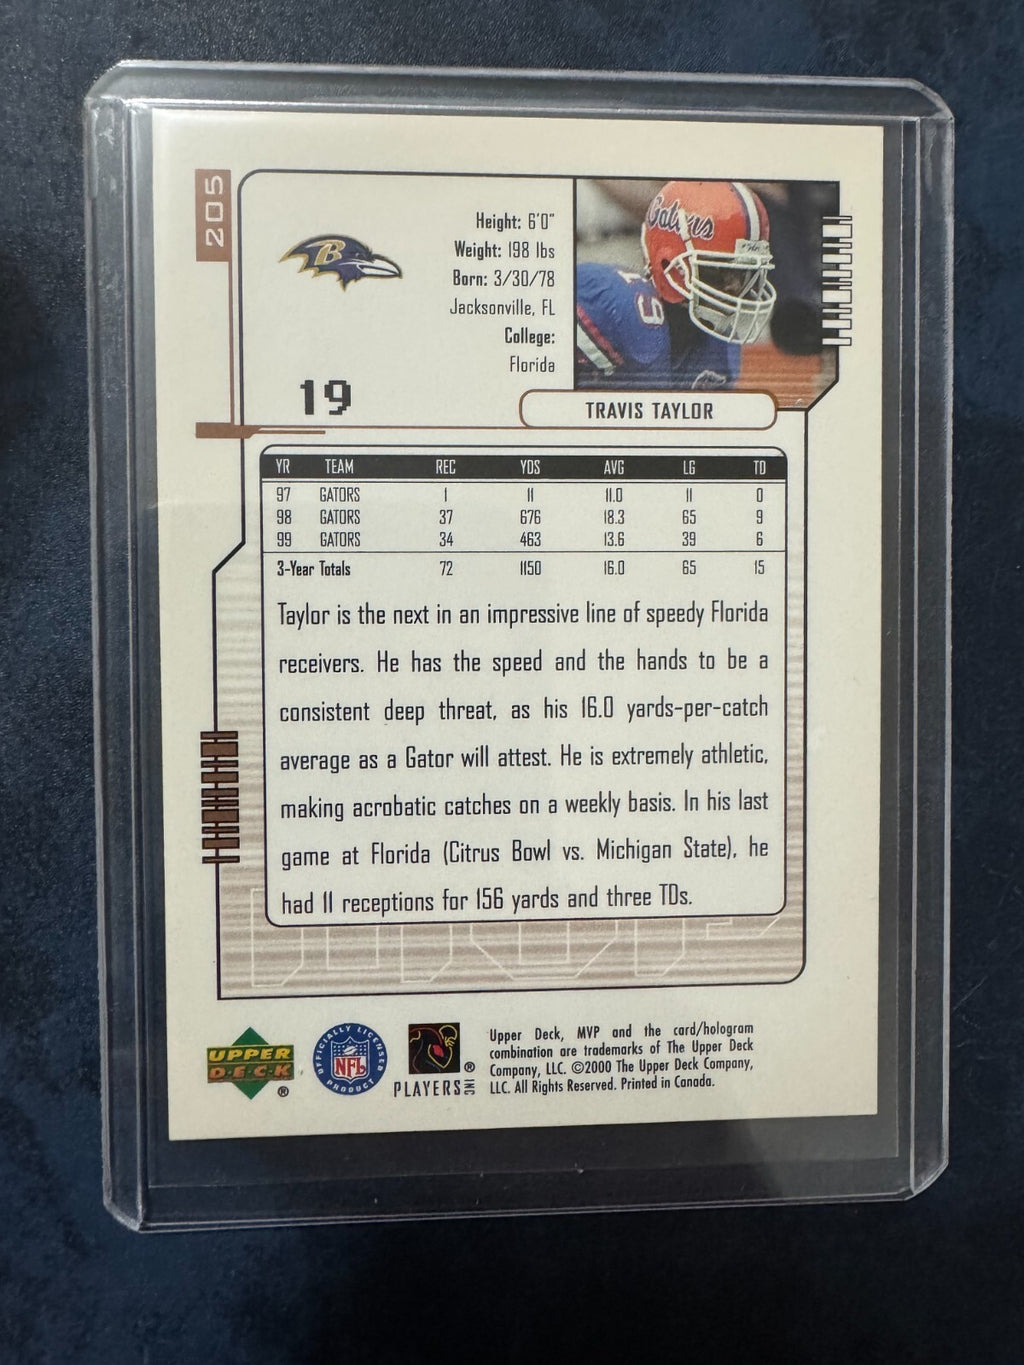 205
B
Height: 6'0"
Weight: 198 lbs
Born: 3/30/78
Jacksonville, FL
College:
Florida
Gators
19
19
TRAVIS TAYLOR
YR TEAM REC YDS AVG LG TD
97 GATORS 1 11 11.0 11 0
98 GATORS 37 676 18.3 65 9
99 GATORS 34 463 13.6 39 6
3-Year Totals 72 1150 16.0 65 15
Taylor is the next in an impressive line of speedy Florida
receivers. He has the speed and the hands to be a
consistent deep threat, as his 16.0 yards-per-catch
average as a Gator will attest. He is extremely athletic,
making acrobatic catches on a weekly basis. In his last
game at Florida (Citrus Bowl vs. Michigan State), he
had 11 receptions for 156 yards and three TDs.
UPPER
DECK
®
OFFICIALLY LICENSED
NFL
PRODUCT
®
PLAYERS INC
Upper Deck, MVP and the card/hologram
combination are trademarks of The Upper Deck
Company, LLC. ©2000 The Upper Deck Company,
LLC. All Rights Reserved. Printed in Canada.